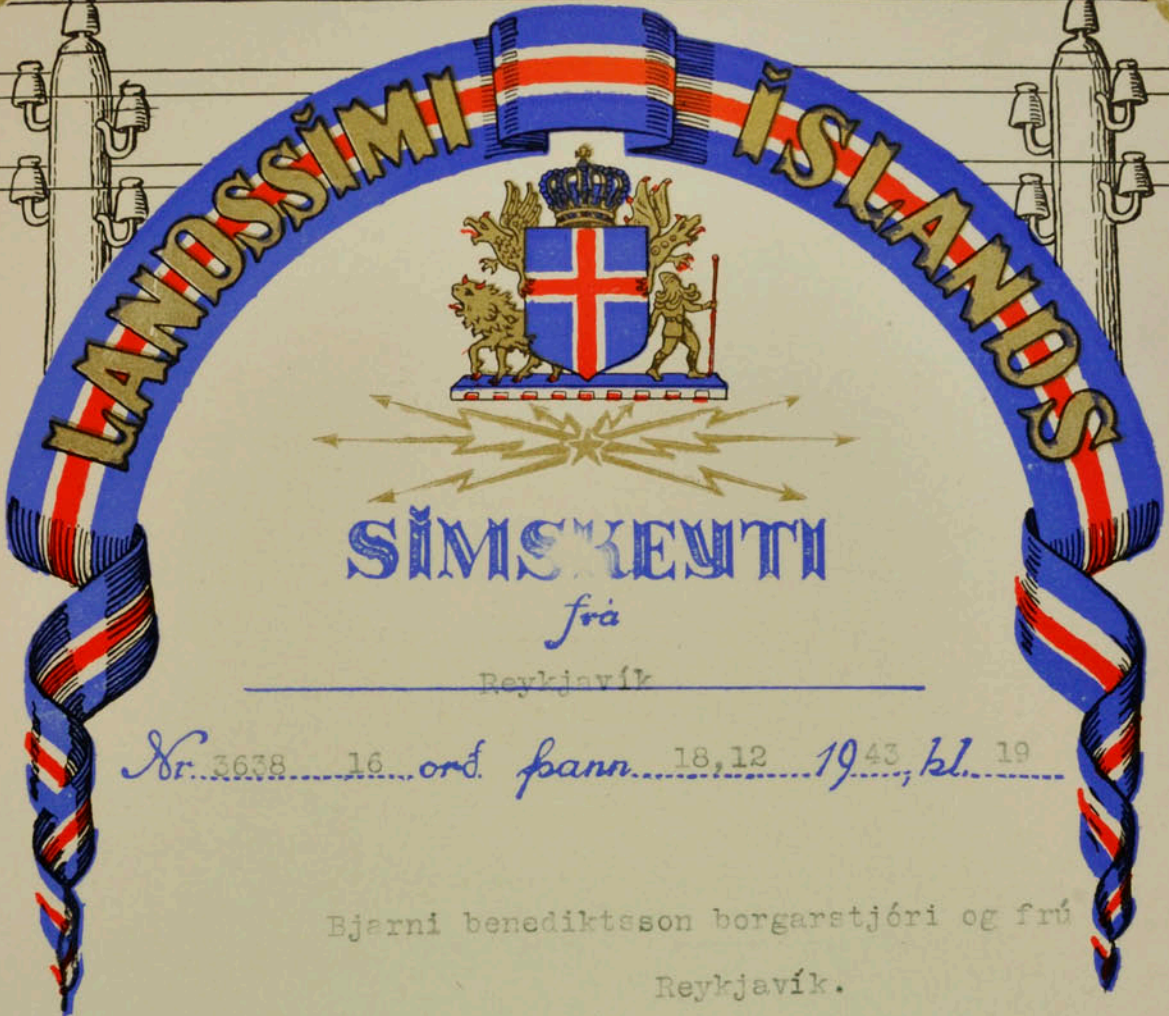 LANDSSÍMI ÍSLANDS
SÍMSKEYTI
frá
Reykjavík
Nr. 3638 16 orð. þann 18,12 1943, kl. 19
Bjarni benediktsson borgarstjóri og frú
Reykjavík.